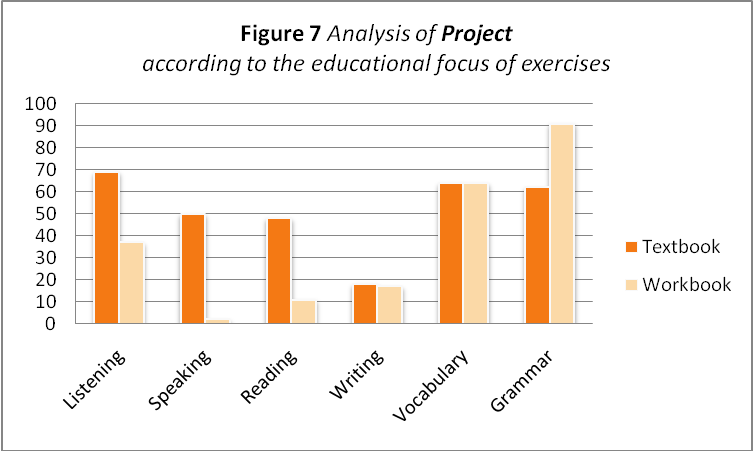 Figure 7 Analysis of Project
according to the educational focus of exercises
100
90
80
70
60
50
40
30
20
10
0
Listening
Speaking
Reading
Writing
Vocabulary
Grammar
Textbook
Workbook